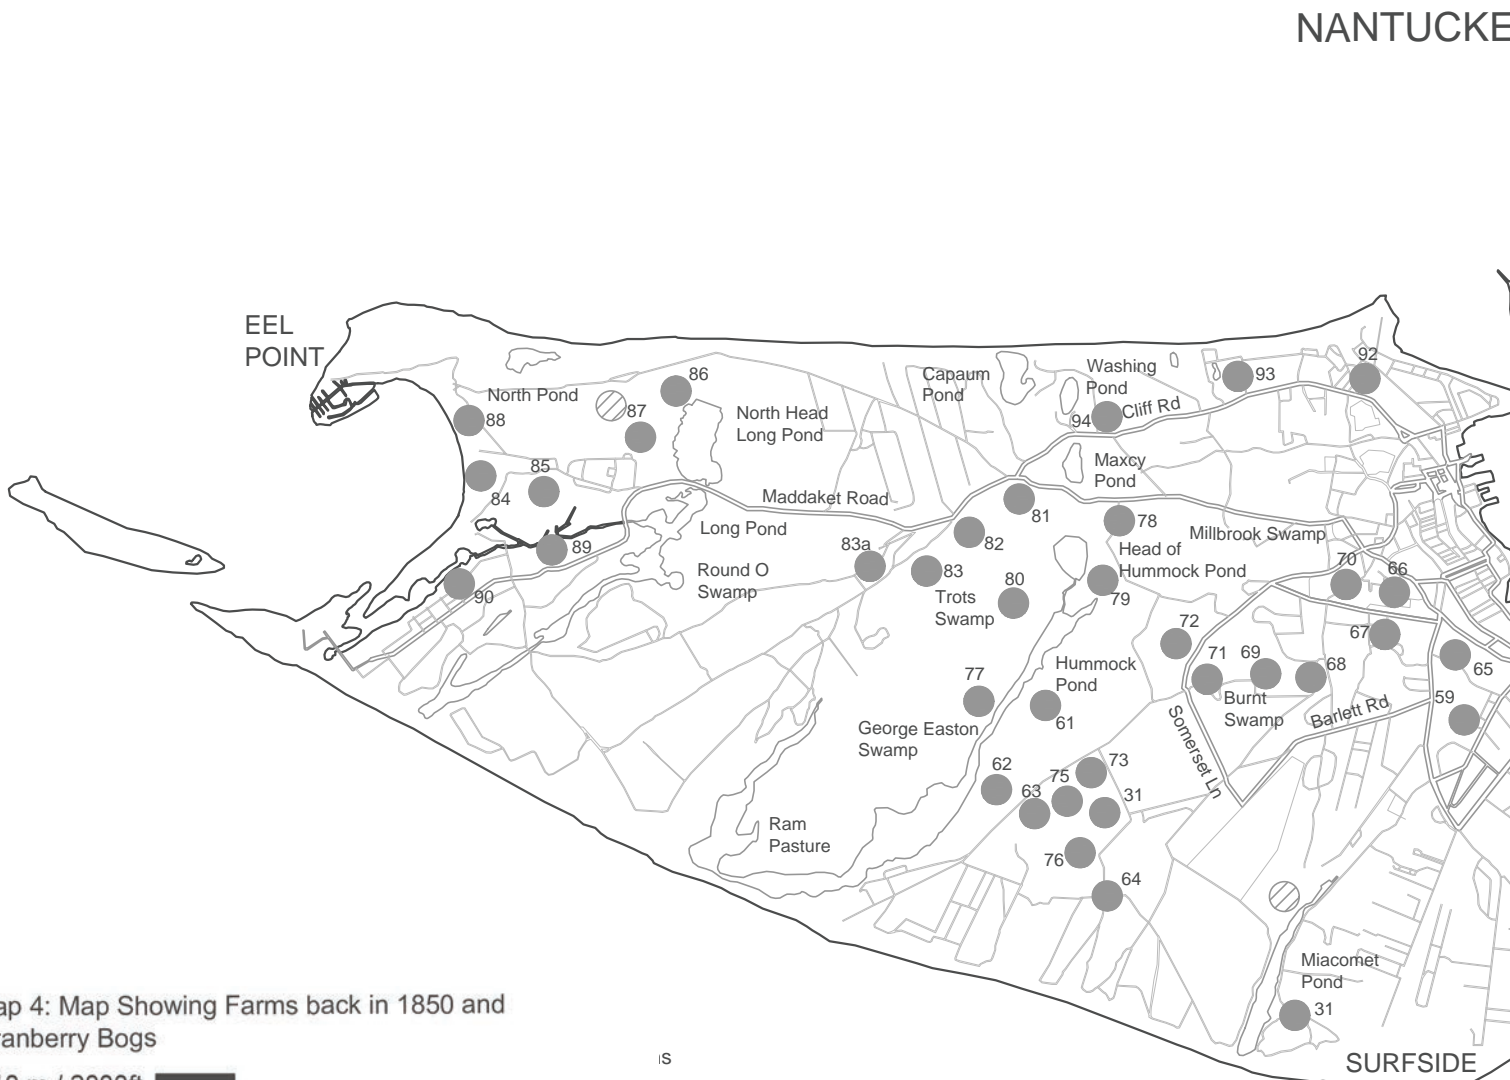 NANTUCKE
EEL
POINT
92
Washing
Pond
93
Capaum
Pond
86
North Pond
87
88
North Head
Long Pond
94
Cliff Rd
Maxcy
Pond
85
84
Maddaket Road
81
78
Long Pond
Millbrook Swamp
82
83a
89
Head of
Hummock Pond
70
66
Round O
Swamp
83
80
79
90
Trots
Swamp
72
67
71
69
68
65
Hummock
Pond
77
61
Burnt
Swamp
Barlett Rd
59
George Easton
Swamp
Somerset Ln
62
75
73
63
31
Ram
Pasture
76
64
Miacomet
Pond
31
ap 4: Map Showing Farms back in 1850 and
ranberry Bogs
s
SURFSIDE
m / 2000ft